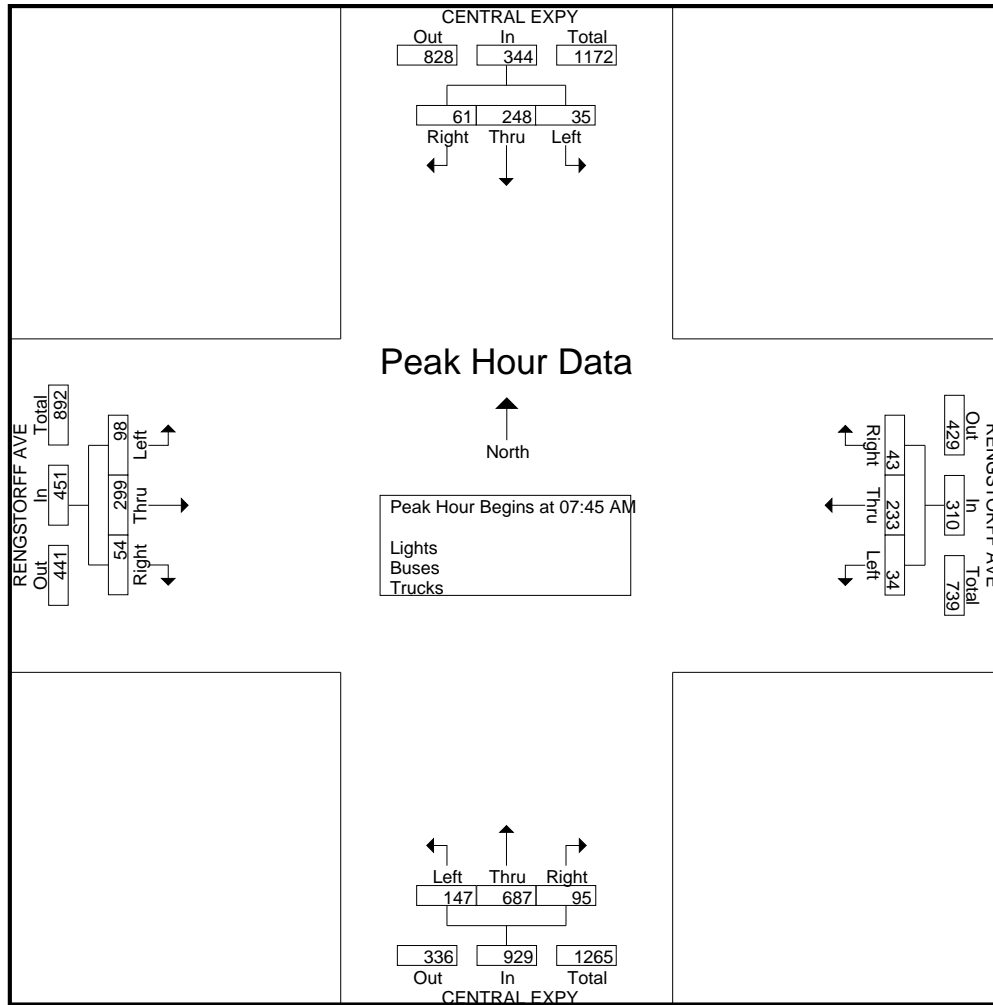 CENTRAL EXPY
Out In Total
828 344 1172
61 248 35
Right Thru Left
Peak Hour Data
North
Peak Hour Begins at 07:45 AM
Lights
Buses
Trucks
RENGSTORFF AVE
Out In Total
441 451 892
54 299 98
Right Thru Left
RENGSTORFF AVE
Out In Total
429 310 739
43 233 34
Right Thru Left
Left Thru Right
147 687 95
336 929 1265
Out In Total
CENTRAL EXPY